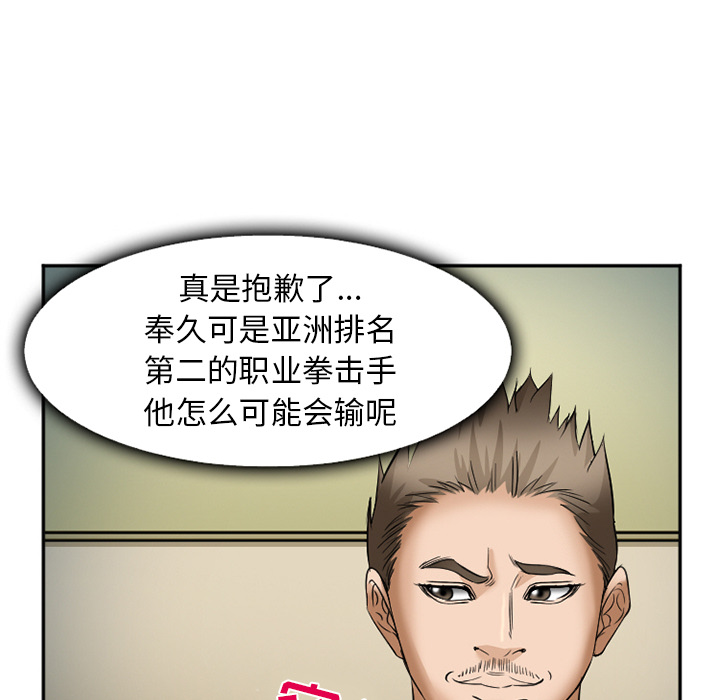 真是抱歉了...
奉久可是亚洲排名
第二的职业拳击手
他怎么可能会输呢